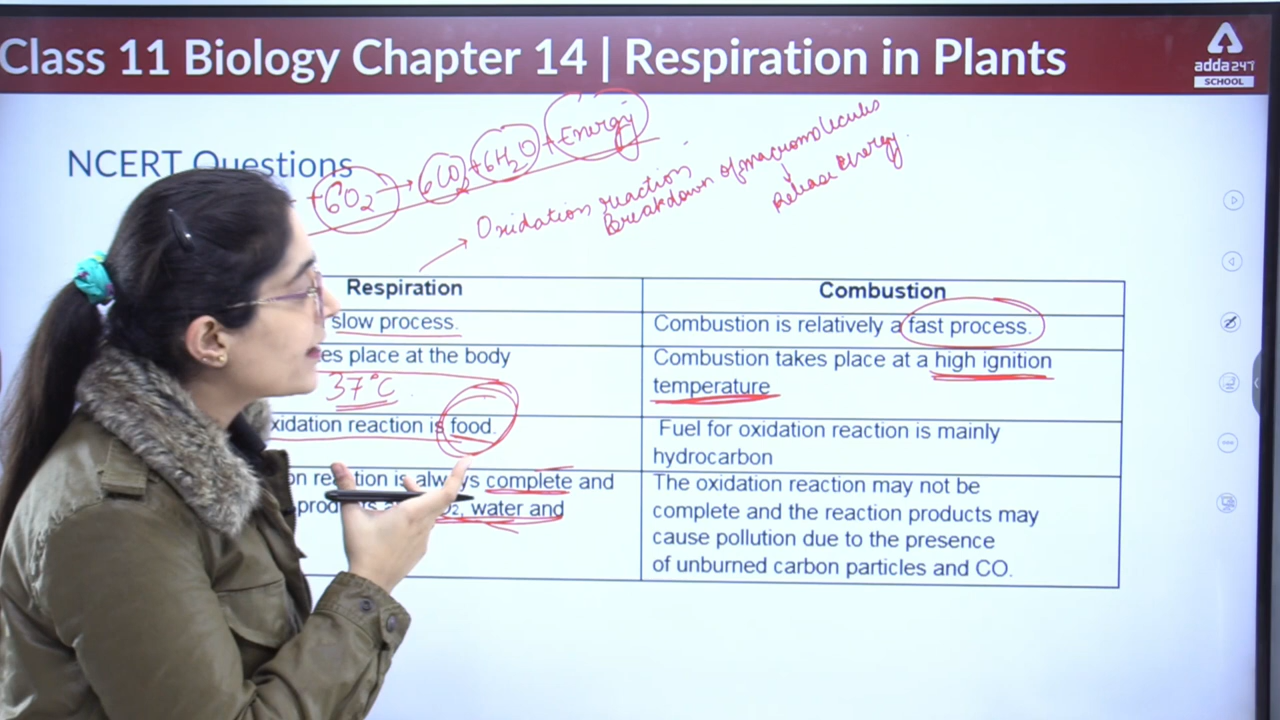 Class 11 Biology Chapter 14 | Respiration in Plants
adda247
SCHOOL
NCERT Questions
+ 6O₂ → 6CO₂ + 6H₂O + Energy
→ Oxidation reaction
Breakdown of macromolecules
Release energy.
Respiration
Combustion
slow process.
Combustion is relatively a fast process.
place at the body
37°C
Combustion takes place at a high ignition
temperature
reaction is food.
Fuel for oxidation reaction is mainly
hydrocarbon
is always complete and
water and
The oxidation reaction may not be
complete and the reaction products may
cause pollution due to the presence
of unburned carbon particles and CO.